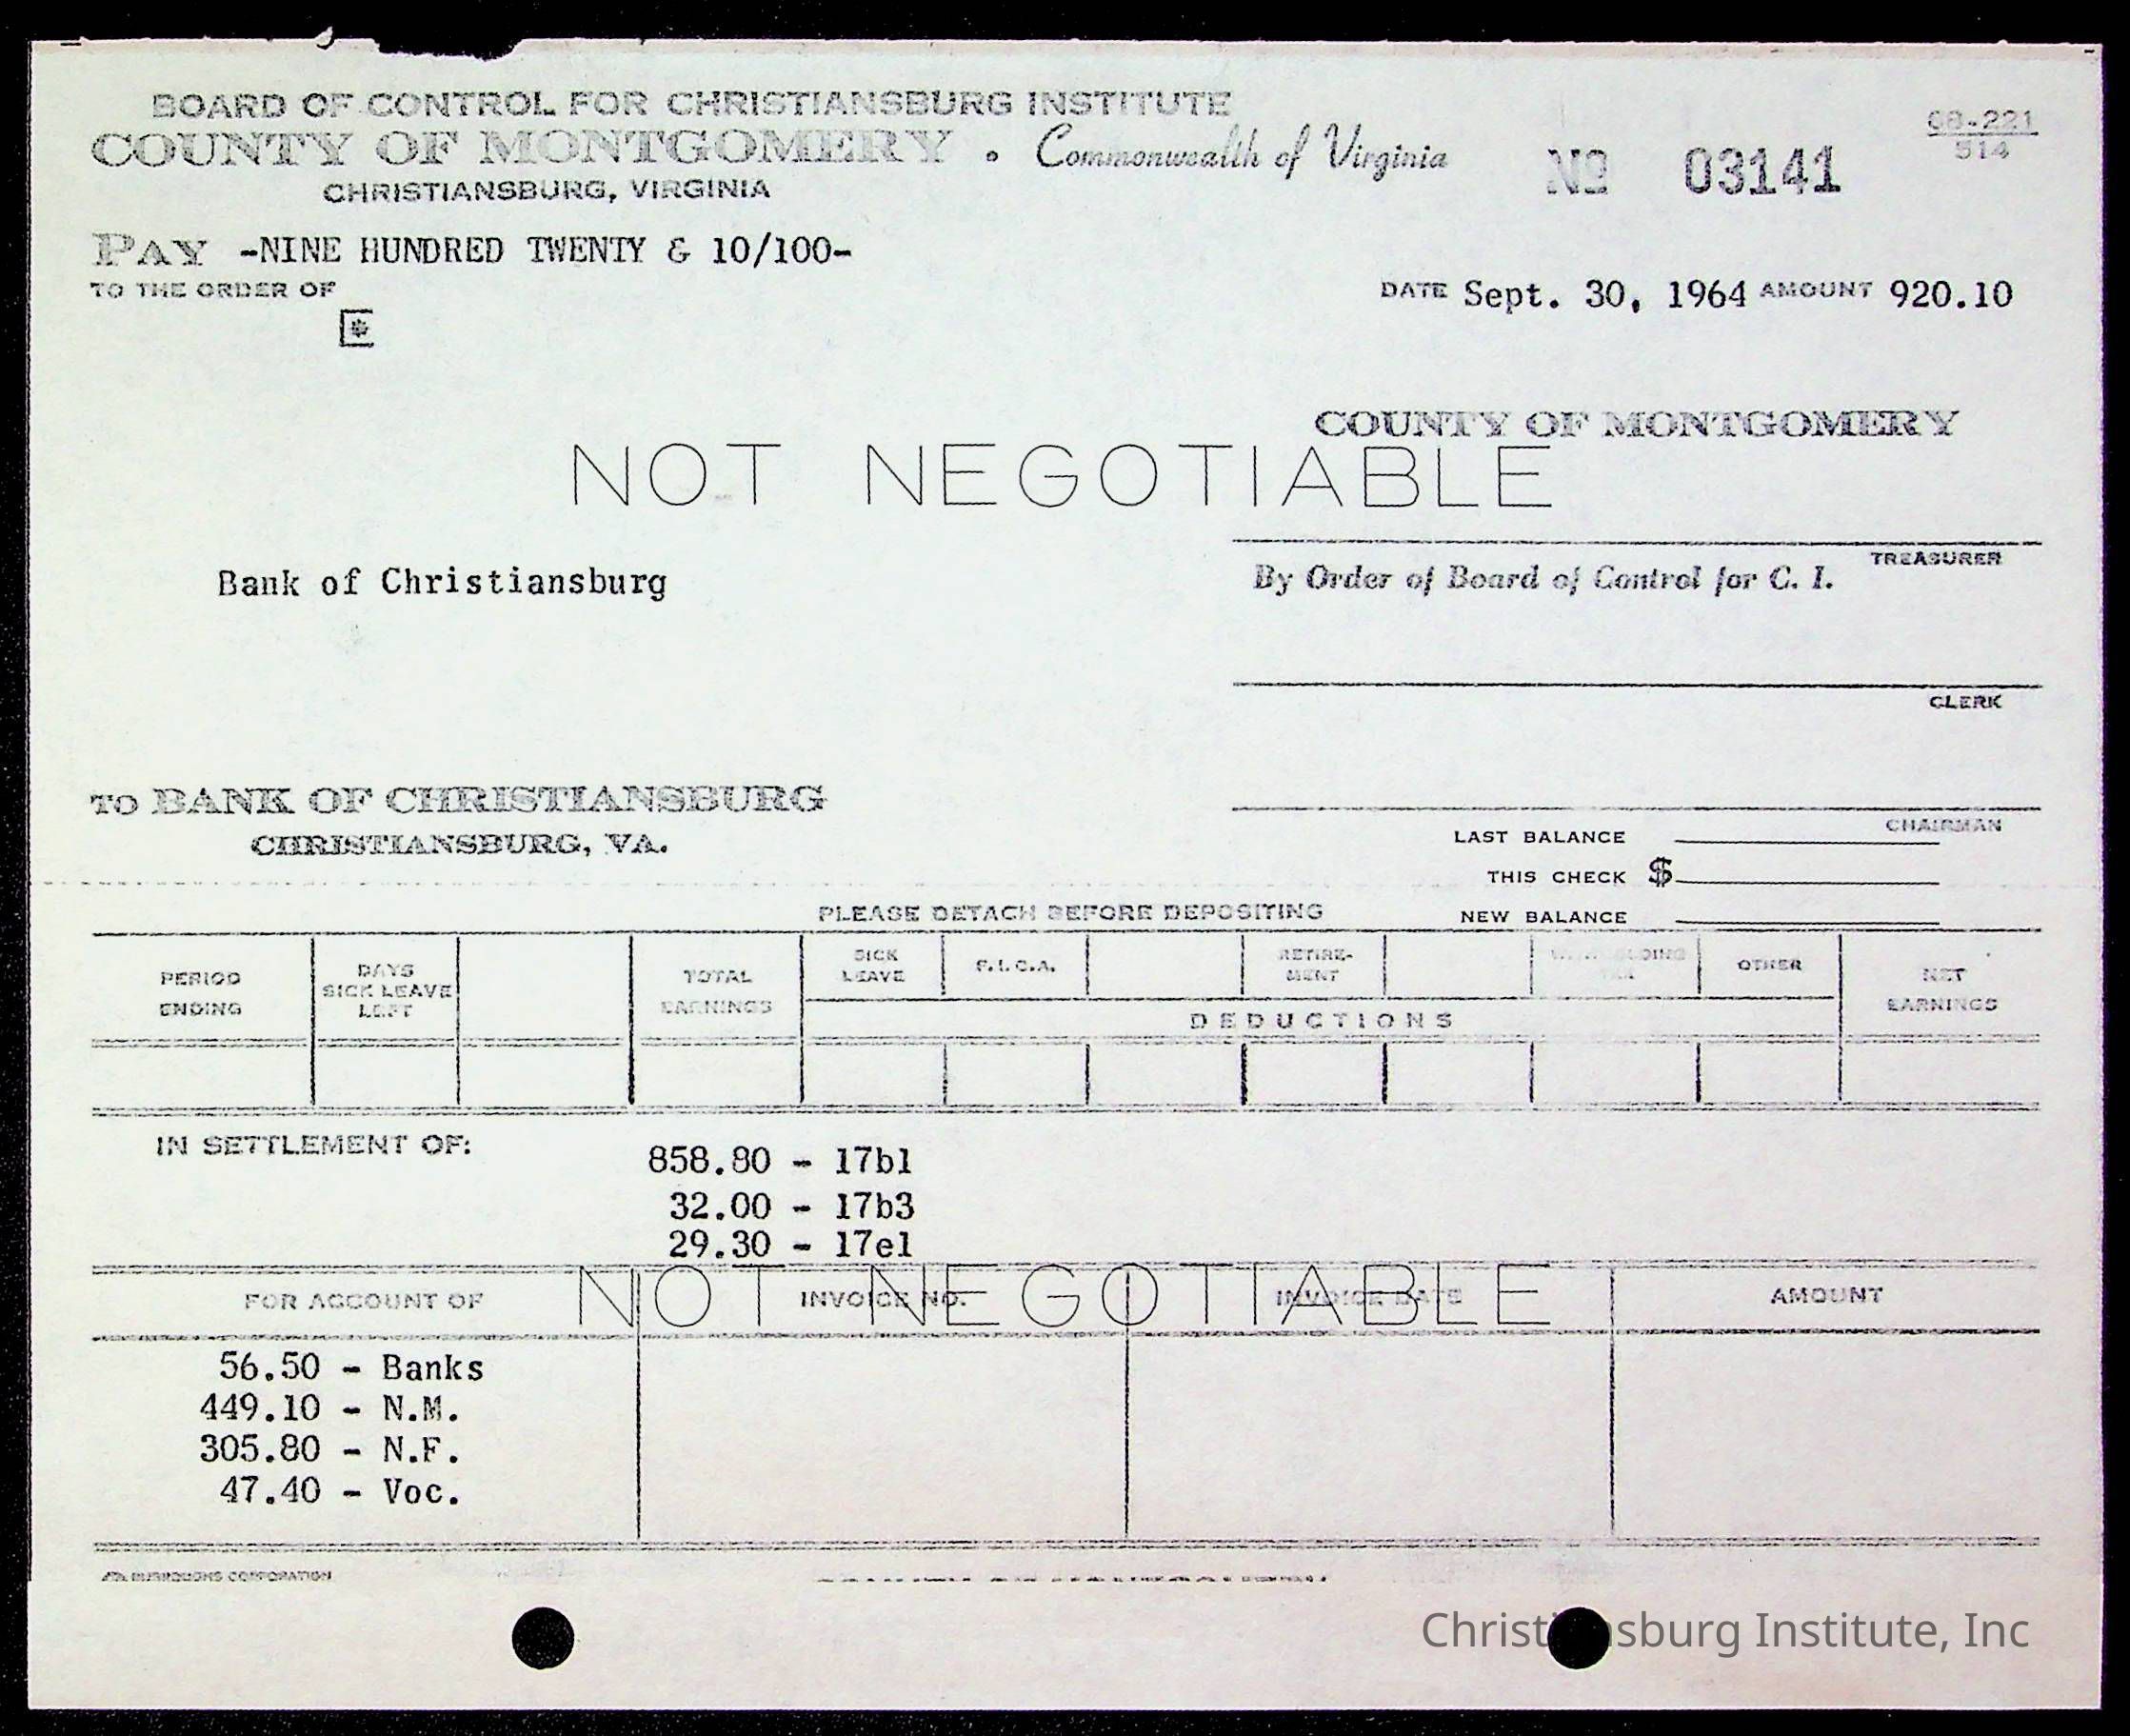 BOARD OF CONTROL FOR CHRISTIANSBURG INSTITUTE
COUNTY OF MONTGOMERY . Commonwealth of Virginia
CHRISTIANSBURG, VIRGINIA
No 03141
68-221
514
PAY -NINE HUNDRED TWENTY & 10/100-
TO THE ORDER OF
DATE Sept. 30, 1964 AMOUNT 920.10
COUNTY OF MONTGOMERY
NOT NEGOTIABLE
TREASURER
Bank of Christiansburg
By Order of Board of Control for C. I.
CLERK
TO BANK OF CHRISTIANSBURG
CHRISTIANSBURG, VA.
CHAIRMAN
LAST BALANCE
THIS CHECK $
NEW BALANCE
PLEASE DETACH BEFORE DEPOSITING
PERIOD ENDING
DAYS SICK LEAVE LEFT
TOTAL EARNINGS
SICK LEAVE
F.I.C.A.
RETIRE-MENT
OTHER
NET EARNINGS
DEDUCTIONS
IN SETTLEMENT OF:
858.80 - 17b1
32.00 - 17b3
29.30 - 17e1
NOT NEGOTIABLE
FOR ACCOUNT OF INVOICE NO. INVOICE DATE AMOUNT
56.50 - Banks
449.10 - N.M.
305.80 - N.F.
47.40 - Voc.
BURROUGHS CORPORATION
Christiansburg Institute, Inc